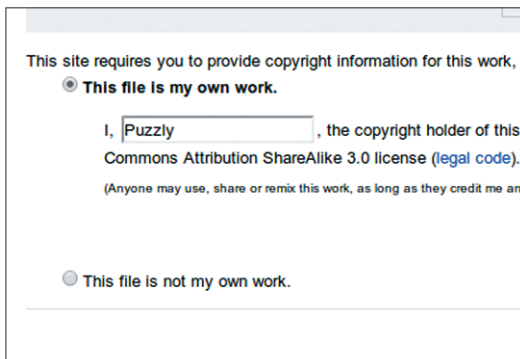 This site requires you to provide copyright information for this work,
This file is my own work.
I, Puzzly , the copyright holder of this
Commons Attribution ShareAlike 3.0 license (legal code).
(Anyone may use, share or remix this work, as long as they credit me an
This file is not my own work.